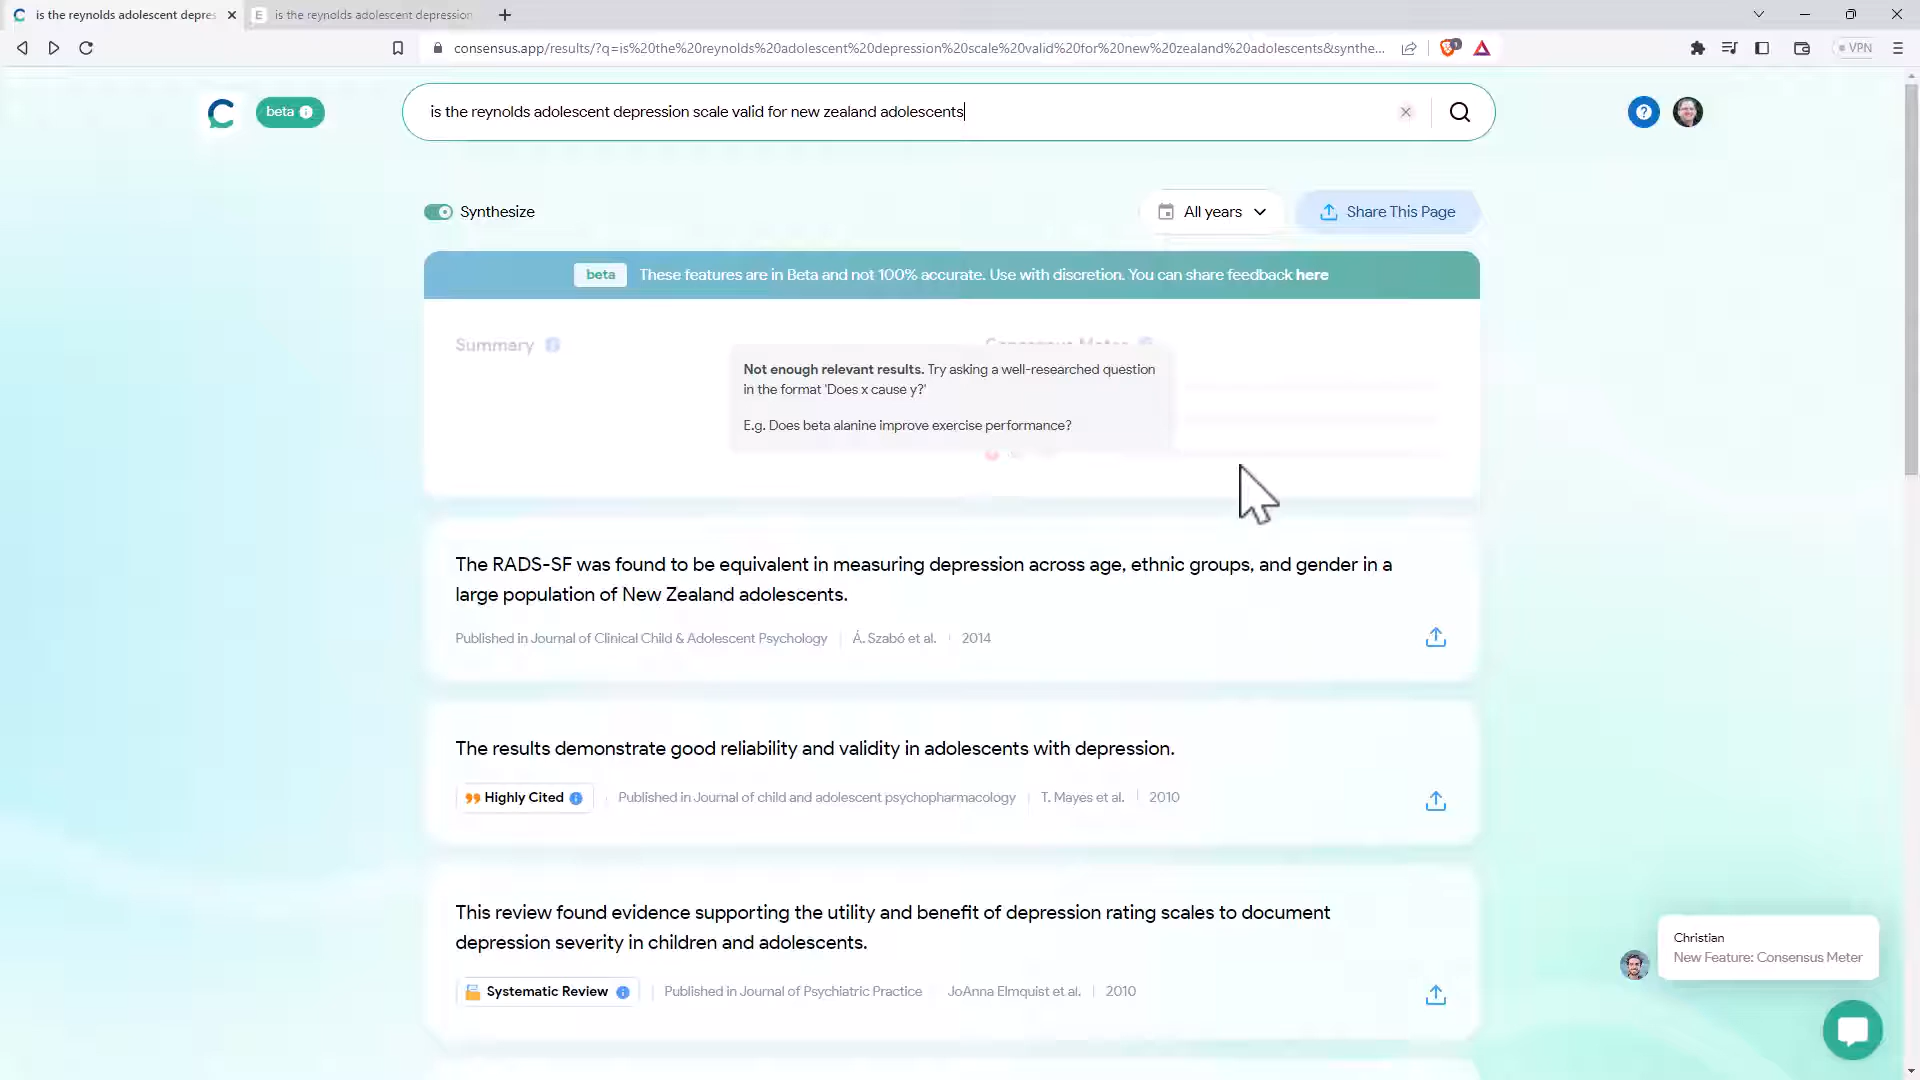 is the reynolds adolescent depres
is the reynolds adolescent depression
consensus.app/results/?q=is%20the%20reynolds%20adolescent%20depression%20scale%20valid%20for%20new%20zealand%20adolescents&synthe...
VPN
beta
is the reynolds adolescent depression scale valid for new zealand adolescents
Synthesize
All years
Share This Page
beta These features are in Beta and not 100% accurate. Use with discretion. You can share feedback here
Summary
Consensus Meter
Not enough relevant results. Try asking a well-researched question
in the format 'Does x cause y?'
E.g. Does beta alanine improve exercise performance?
The RADS-SF was found to be equivalent in measuring depression across age, ethnic groups, and gender in a
large population of New Zealand adolescents.
Published in Journal of Clinical Child & Adolescent Psychology Á. Szabó et al. 2014
The results demonstrate good reliability and validity in adolescents with depression.
Highly Cited Published in Journal of child and adolescent psychopharmacology T. Mayes et al. 2010
This review found evidence supporting the utility and benefit of depression rating scales to document
depression severity in children and adolescents.
Systematic Review Published in Journal of Psychiatric Practice JoAnna Elmquist et al. 2010
Christian
New Feature: Consensus Meter